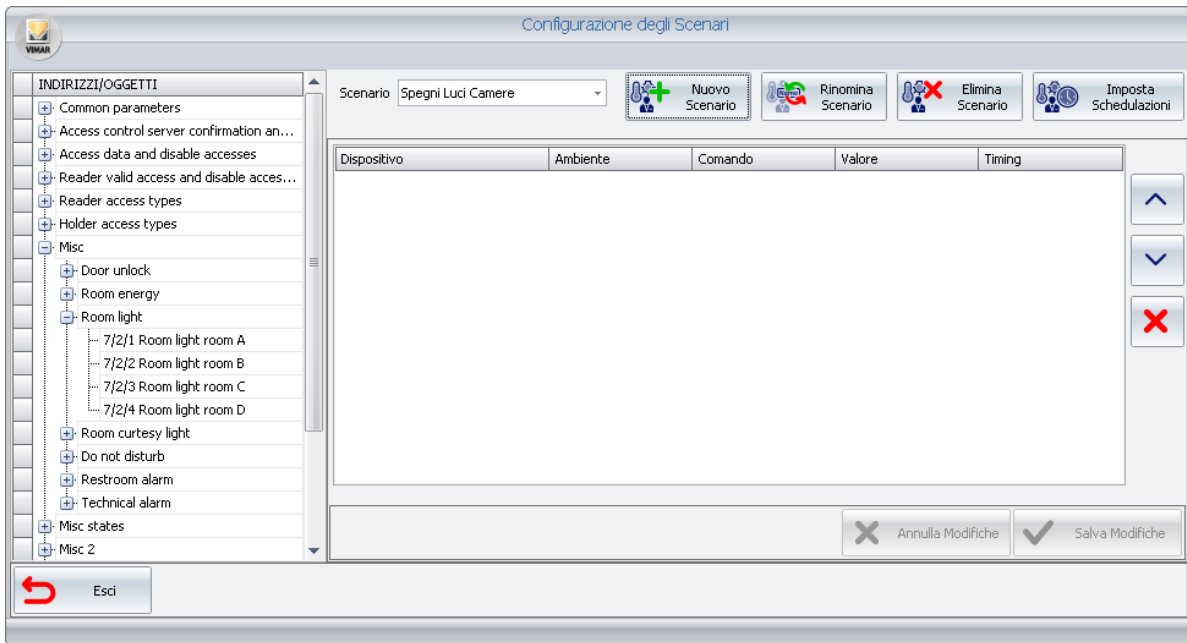 Configurazione degli Scenari
VIMAR
INDIRIZZI/OGGETTI
Common parameters
Access control server confirmation an...
Access data and disable accesses
Reader valid access and disable acces...
Reader access types
Holder access types
Misc
Door unlock
Room energy
Room light
7/2/1 Room light room A
7/2/2 Room light room B
7/2/3 Room light room C
7/2/4 Room light room D
Room curtesy light
Do not disturb
Restroom alarm
Technical alarm
Misc states
Misc 2
Scenario Spegni Luci Camere
Nuovo
Scenario
Rinomina
Scenario
Elimina
Scenario
Imposta
Schedulazioni
Dispositivo Ambiente Comando Valore Timing
Annulla Modifiche Salva Modifiche
Esci